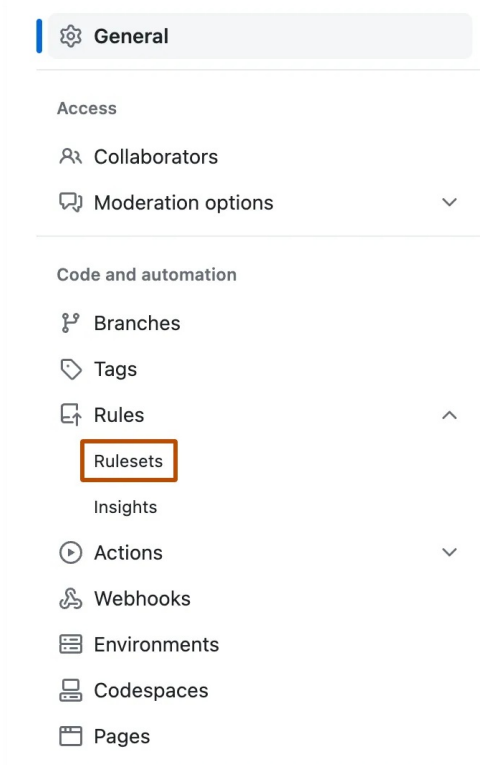 General
Access
Collaborators
Moderation options
Code and automation
Branches
Tags
Rules
Rulesets
Insights
Actions
Webhooks
Environments
Codespaces
Pages